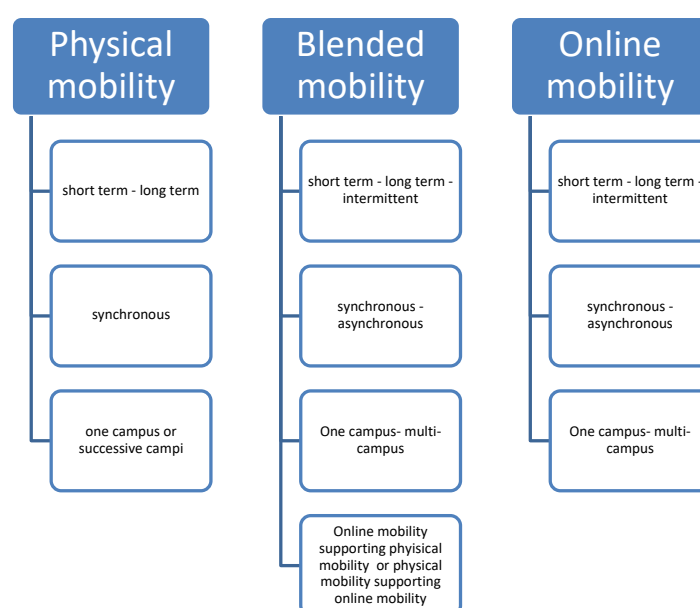 Physical
mobility
short term - long term
synchronous
one campus or
successive campi
Blended
mobility
short term - long term -
intermittent
synchronous -
asynchronous
One campus- multi-
campus
Online mobility
supporting phyisical
mobility or physical
mobility supporting
online mobility
Online
mobility
short term - long term -
intermittent
synchronous -
asynchronous
One campus- multi-
campus